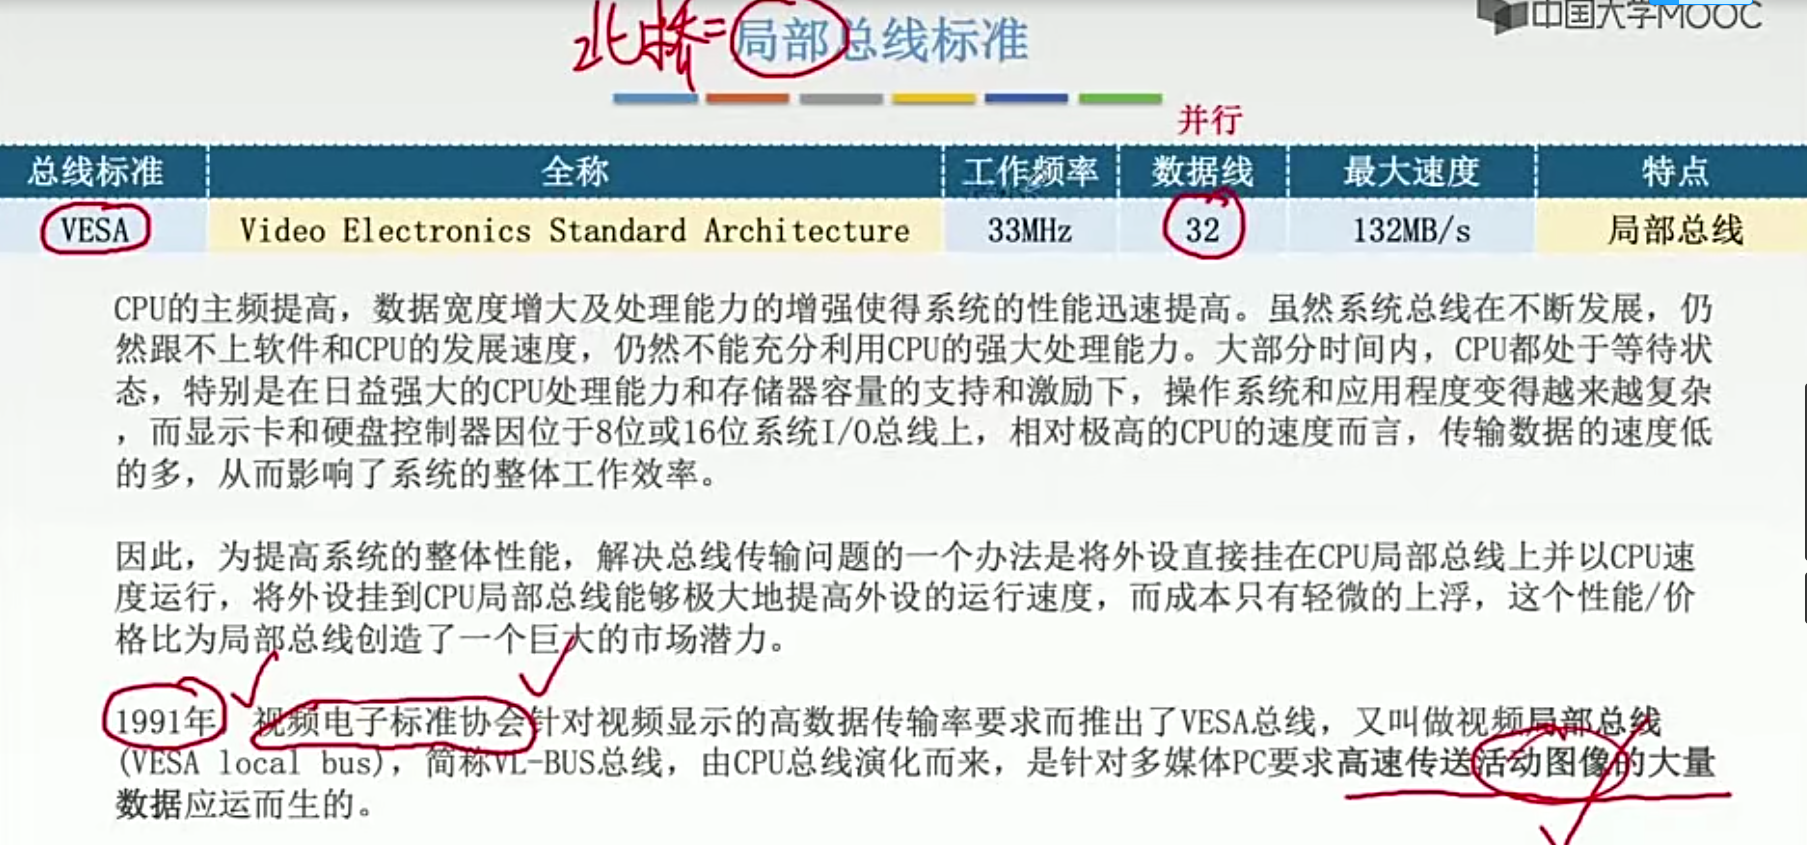 北桥=局部总线标准
中国大学MOOC
并行
总线标准 全称 工作频率 数据线 最大速度 特点
VESA Video Electronics Standard Architecture 33MHz 32 132MB/s 局部总线
CPU的主频提高，数据宽度增大及处理能力的增强使得系统的性能迅速提高。虽然系统总线在不断发展，仍
然跟不上软件和CPU的发展速度，仍然不能充分利用CPU的强大处理能力。大部分时间内，CPU都处于等待状
态，特别是在日益强大的CPU处理能力和存储器容量的支持和激励下，操作系统和应用程度变得越来越复杂
，而显示卡和硬盘控制器因位于8位或16位系统I/O总线上，相对极高的CPU的速度而言，传输数据的速度低
的多，从而影响了系统的整体工作效率。
因此，为提高系统的整体性能，解决总线传输问题的一个办法是将外设直接挂在CPU局部总线上并以CPU速
度运行，将外设挂到CPU局部总线能够极大地提高外设的运行速度，而成本只有轻微的上浮，这个性能/价
格比为局部总线创造了一个巨大的市场潜力。
1991年 视频电子标准协会针对视频显示的高数据传输率要求而推出了VESA总线，又叫做视频局部总线
(VESA local bus)，简称VL-BUS总线，由CPU总线演化而来，是针对多媒体PC要求高速传送活动图像的大量
数据应运而生的。